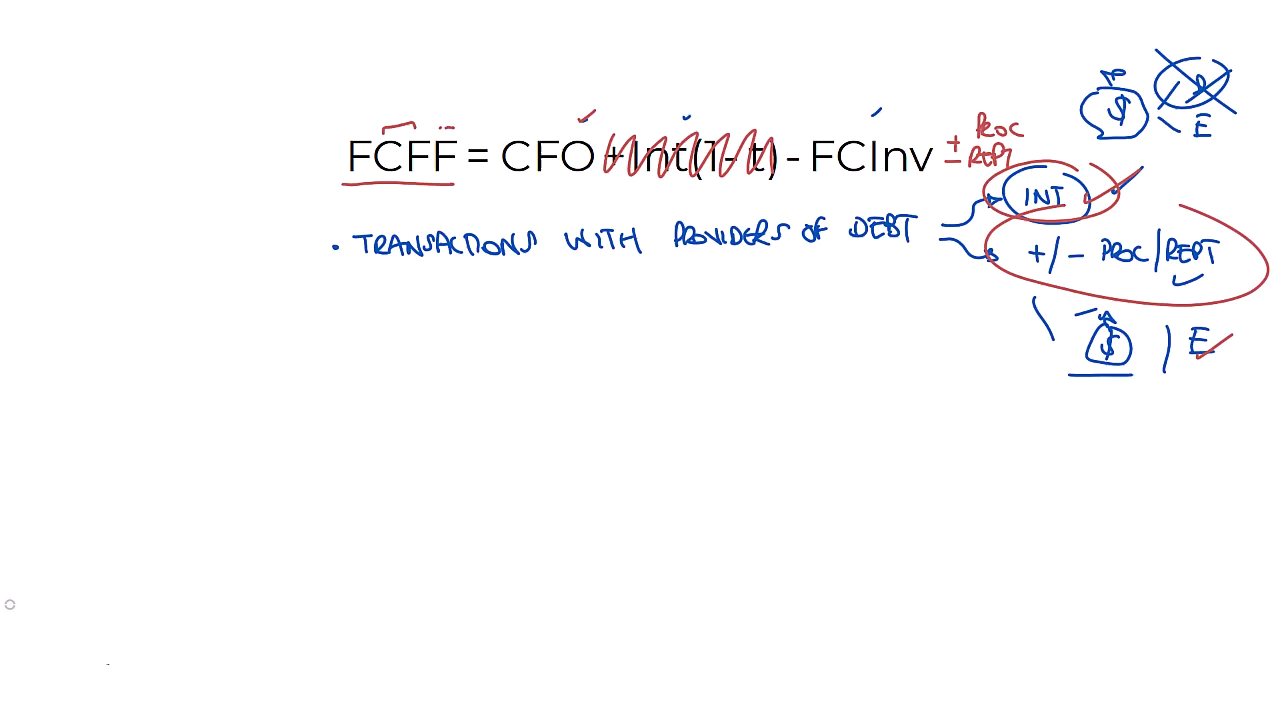 $ D
E
FCFF = CFO + Int(1 - t) - FCInv + PROC
- REPT
INT
• TRANSACTIONS WITH PROVIDERS OF DEBT
+/- PROC/REPT
$ | E